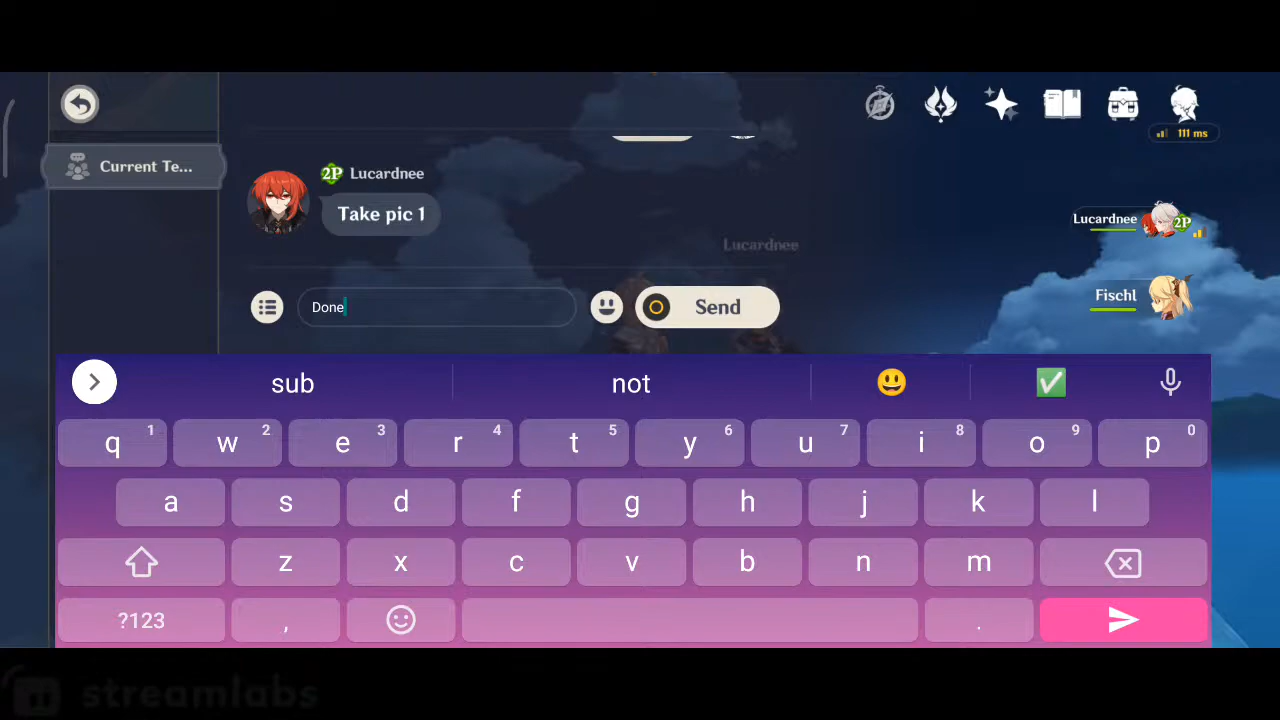 111 ms
Current Te...
2P Lucardnee
Take pic 1
Lucardnee
Lucardnee 2P
Done
Send
Fischl
sub not
q 1 w 2 e 3 r 4 t 5 y 6 u 7 i 8 o 9 p 0
a s d f g h j k l
z x c v b n m
?123 , .
streamlabs